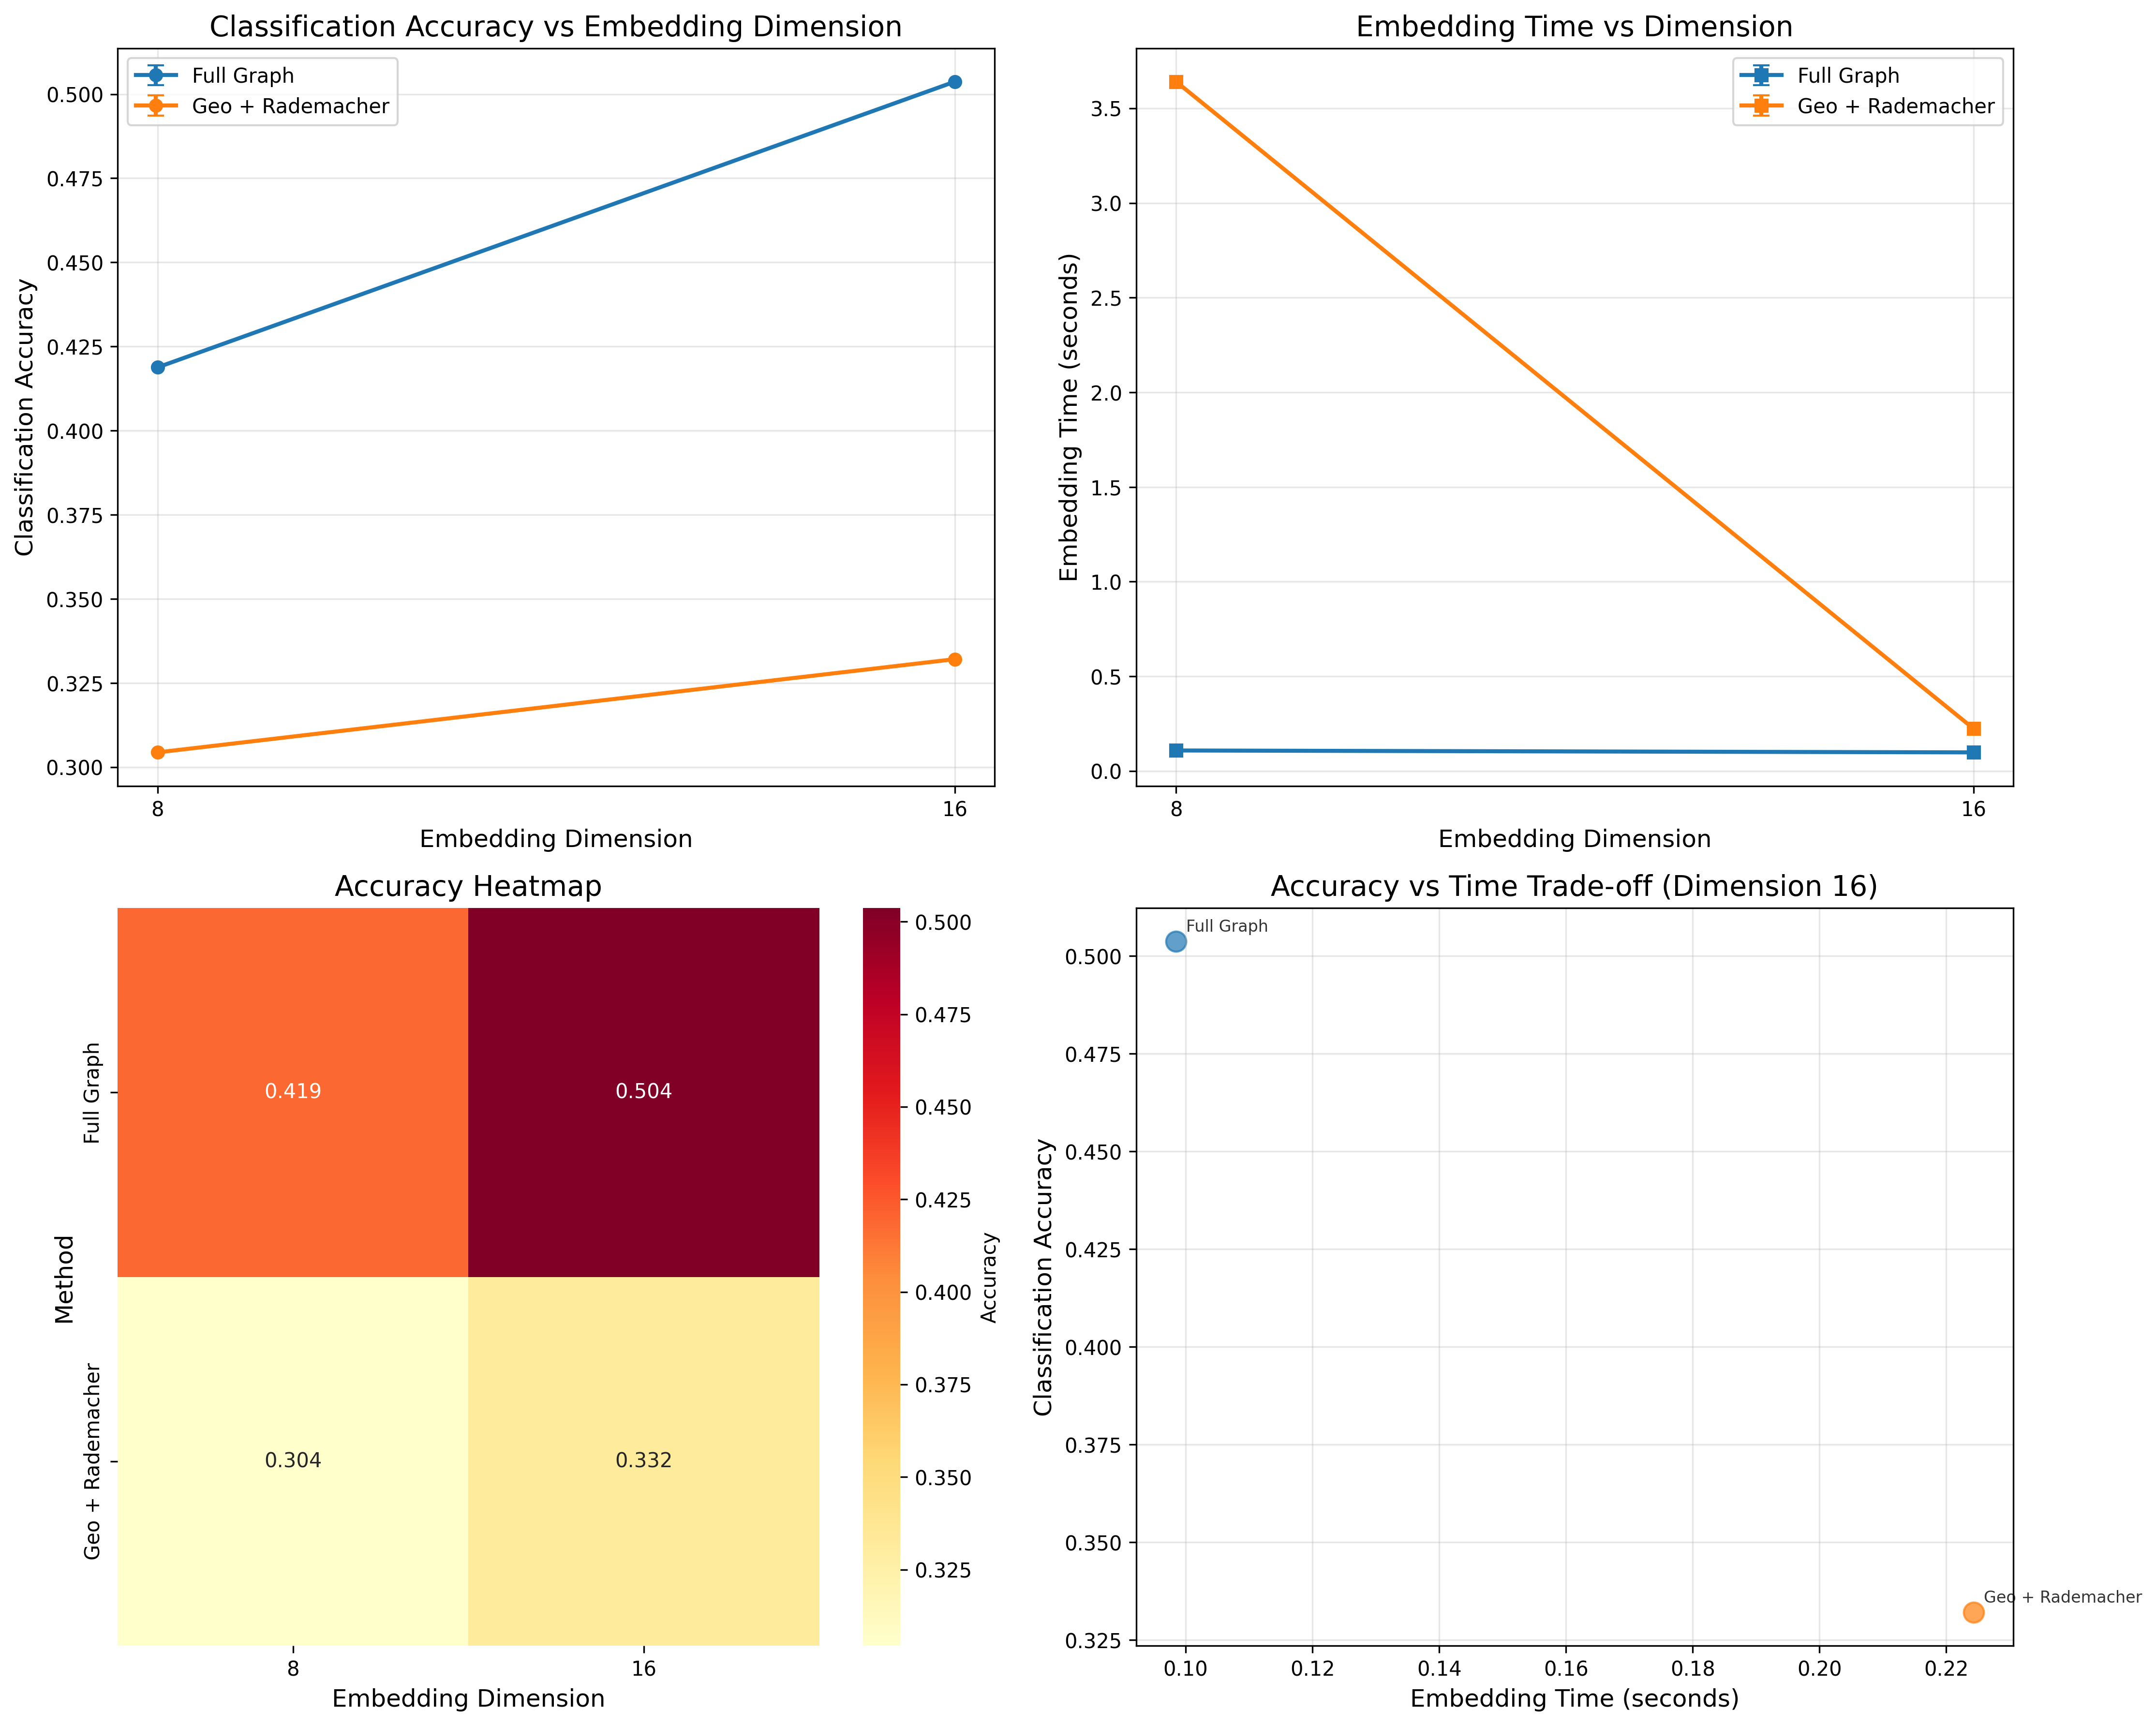 Classification Accuracy vs Embedding Dimension
Full Graph
Geo + Rademacher
0.500
0.475
0.450
0.425
0.400
0.375
0.350
0.325
0.300
Classification Accuracy
8
16
Embedding Dimension
Embedding Time vs Dimension
Full Graph
Geo + Rademacher
3.5
3.0
2.5
2.0
1.5
1.0
0.5
0.0
Embedding Time (seconds)
8
16
Embedding Dimension
Accuracy Heatmap
Method
Full Graph
Geo + Rademacher
0.419
0.504
0.304
0.332
8
16
Embedding Dimension
0.500
0.475
0.450
0.425
0.400
0.375
0.350
0.325
Accuracy
Accuracy vs Time Trade-off (Dimension 16)
Full Graph
Geo + Rademacher
0.500
0.475
0.450
0.425
0.400
0.375
0.350
0.325
Classification Accuracy
0.10
0.12
0.14
0.16
0.18
0.20
0.22
Embedding Time (seconds)